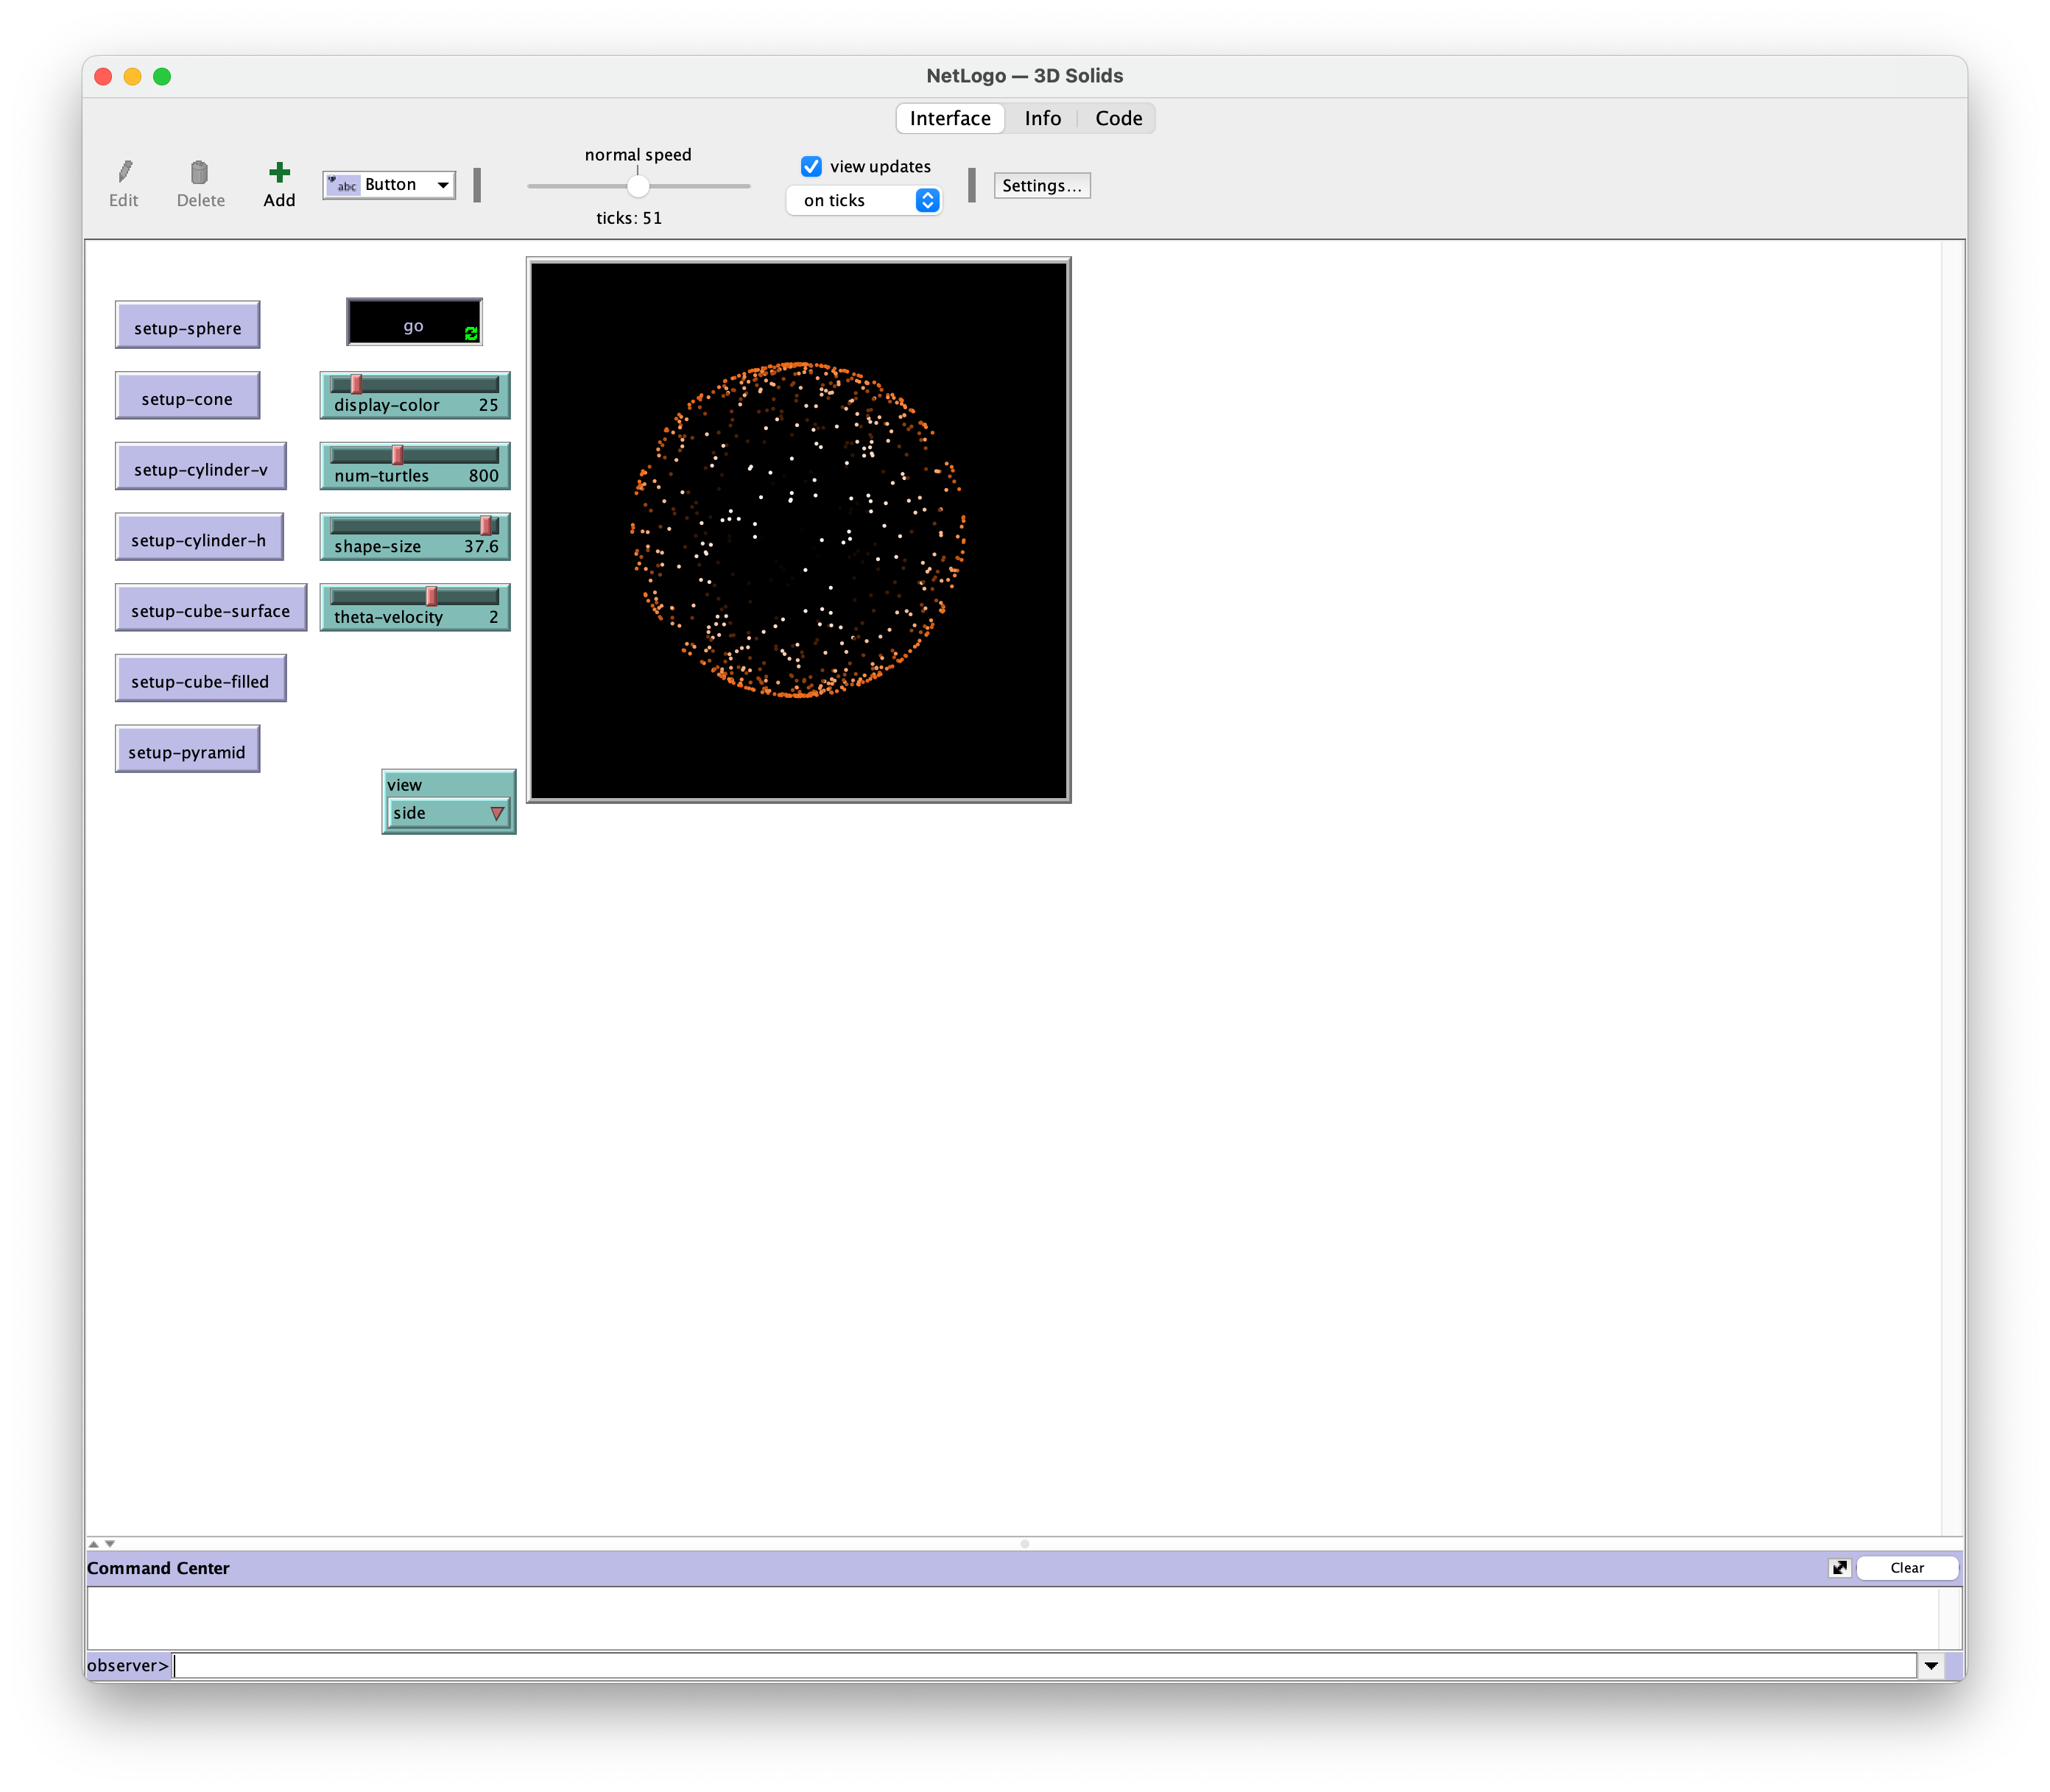 NetLogo — 3D Solids
Interface Info Code
Edit
Delete
Add
abc Button
normal speed
ticks: 51
view updates
on ticks
Settings...
setup-sphere
go
setup-cone
display-color 25
setup-cylinder-v
num-turtles 800
setup-cylinder-h
shape-size 37.6
setup-cube-surface
theta-velocity 2
setup-cube-filled
setup-pyramid
view
side
Command Center
Clear
observer>